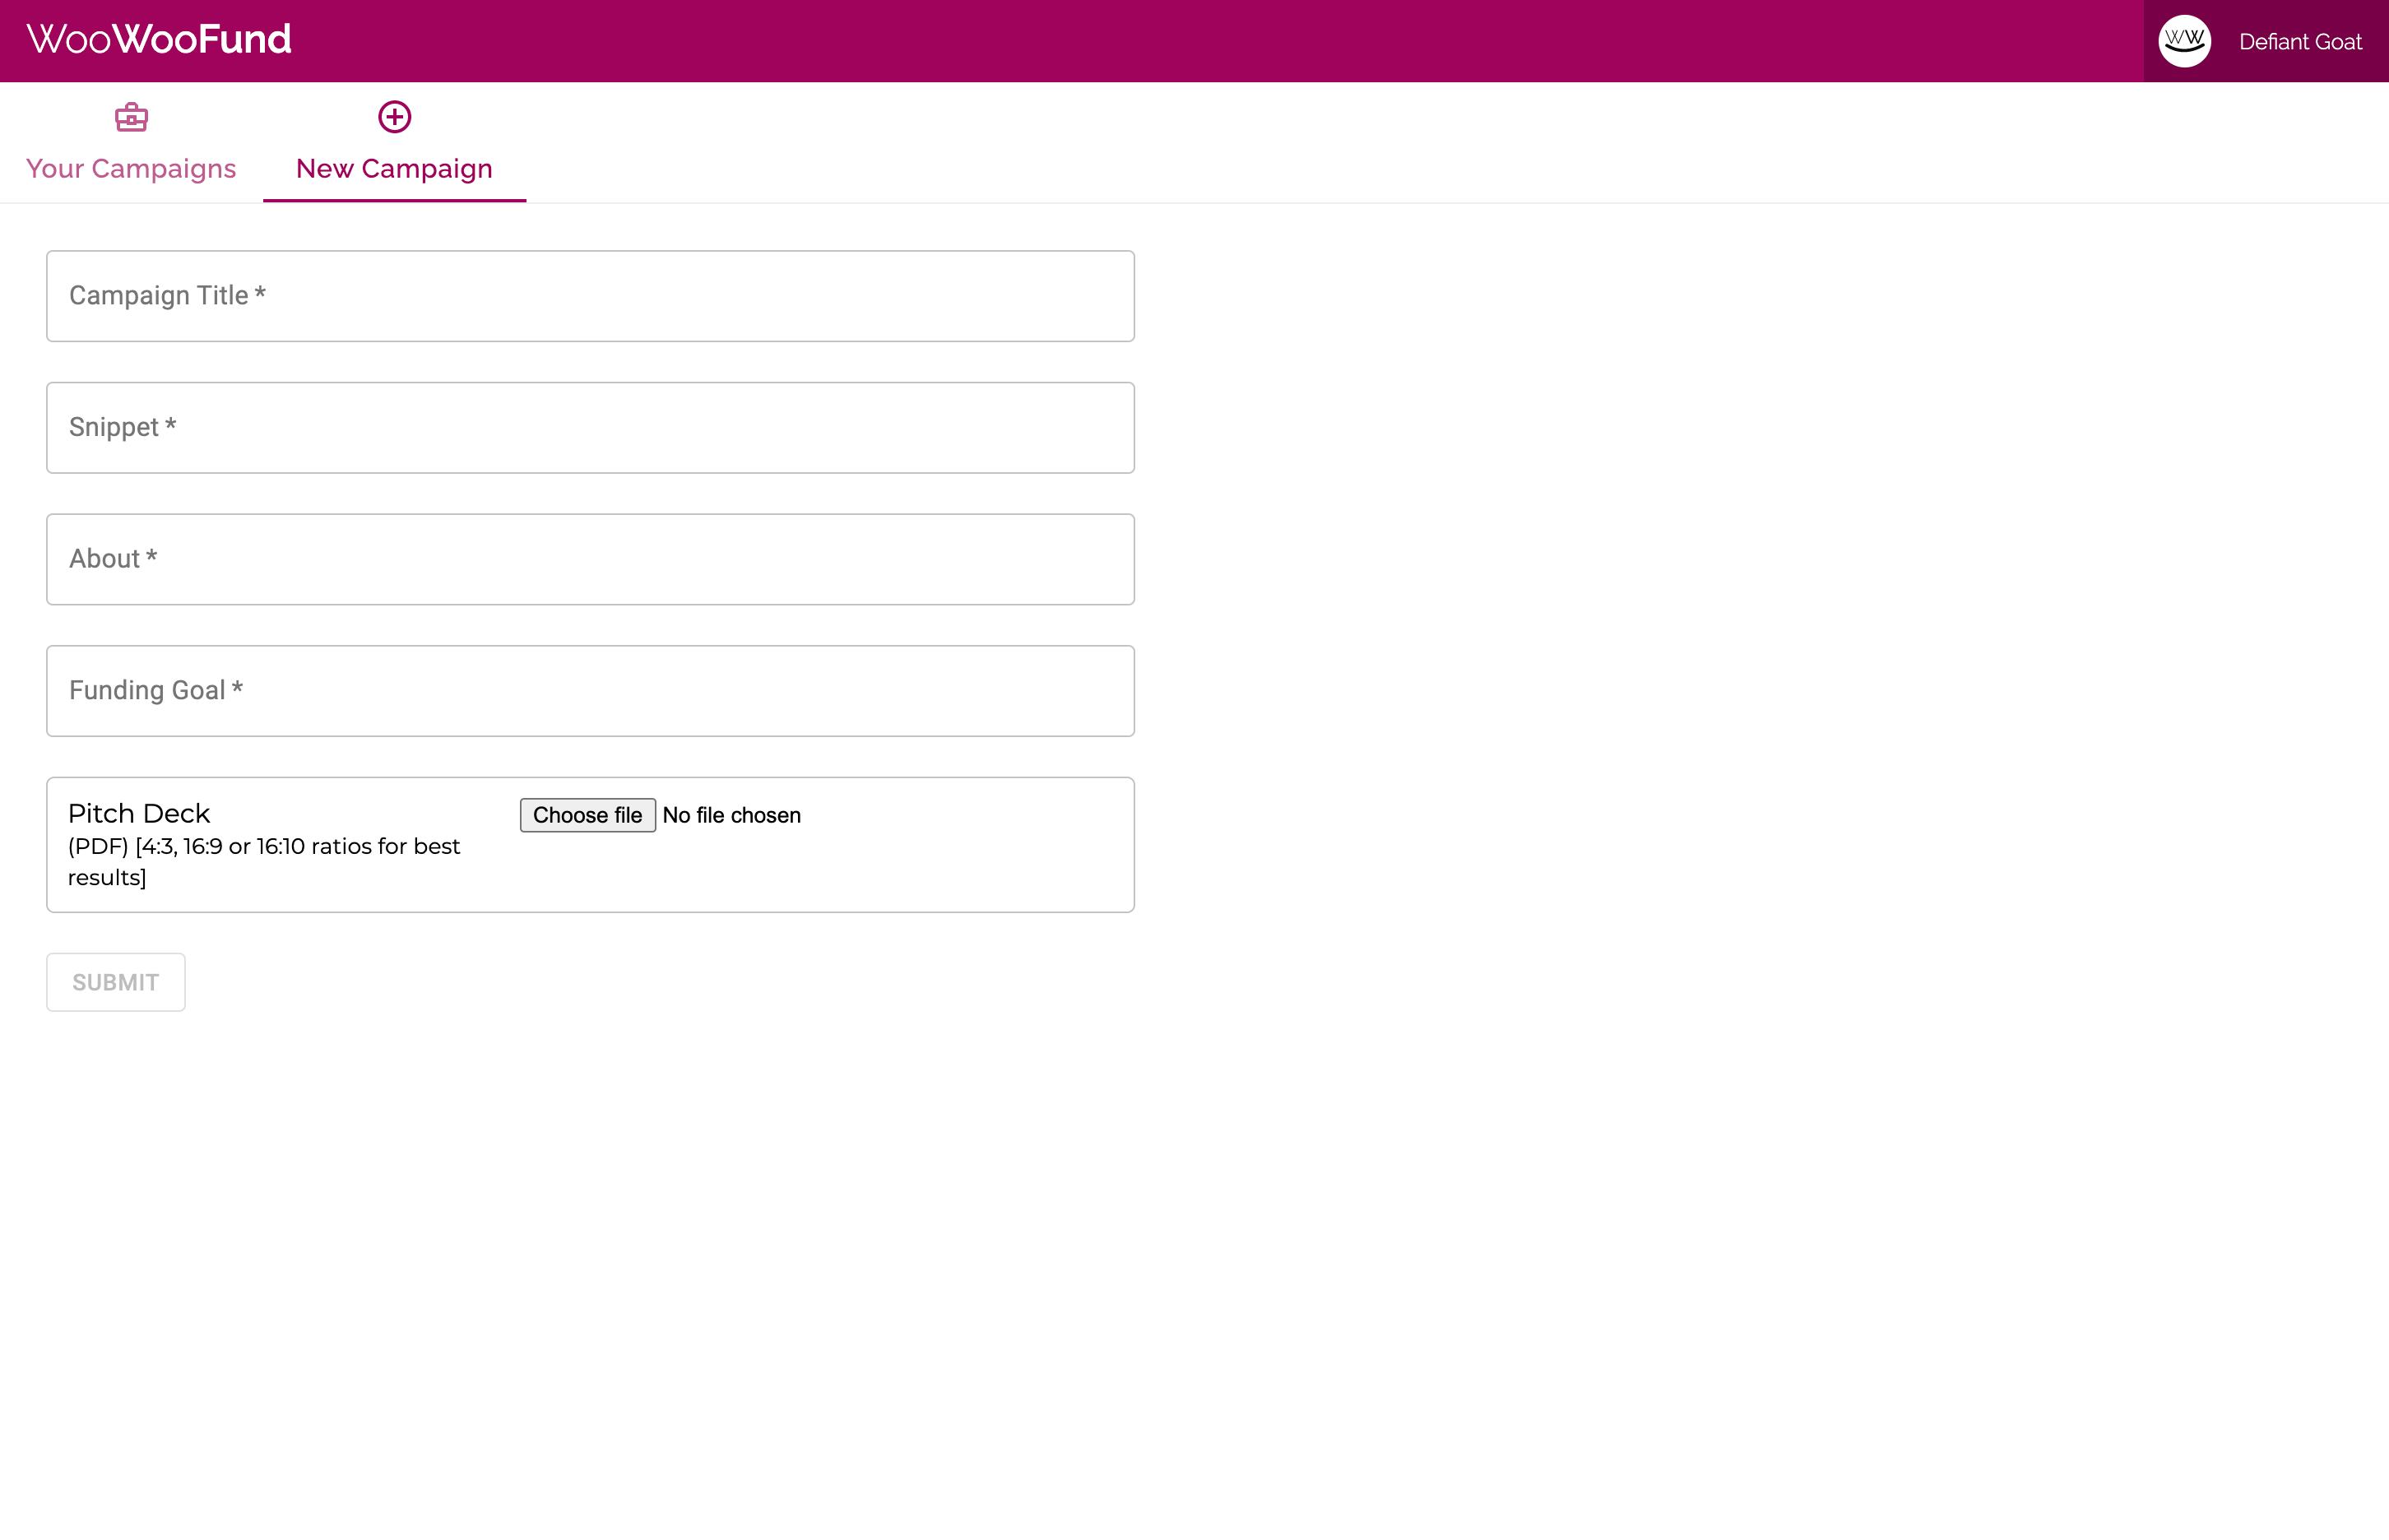 WooWooFund
WW
Defiant Goat
Your Campaigns
New Campaign
Campaign Title *
Snippet *
About *
Funding Goal *
Pitch Deck
(PDF) [4:3, 16:9 or 16:10 ratios for best
results]
Choose file No file chosen
SUBMIT